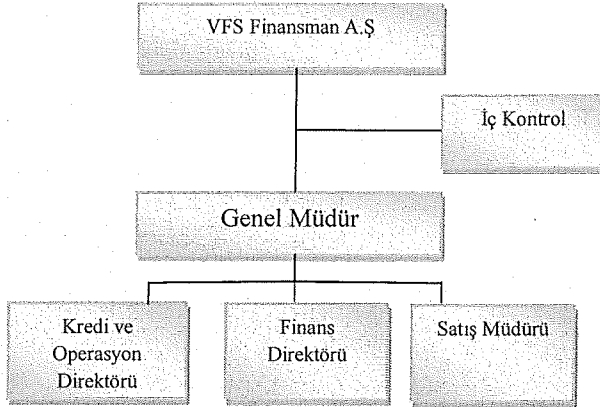 VFS Finansman A.Ş
İç Kontrol
Genel Müdür
Kredi ve
Operasyon
Direktörü
Finans
Direktörü
Satış Müdürü